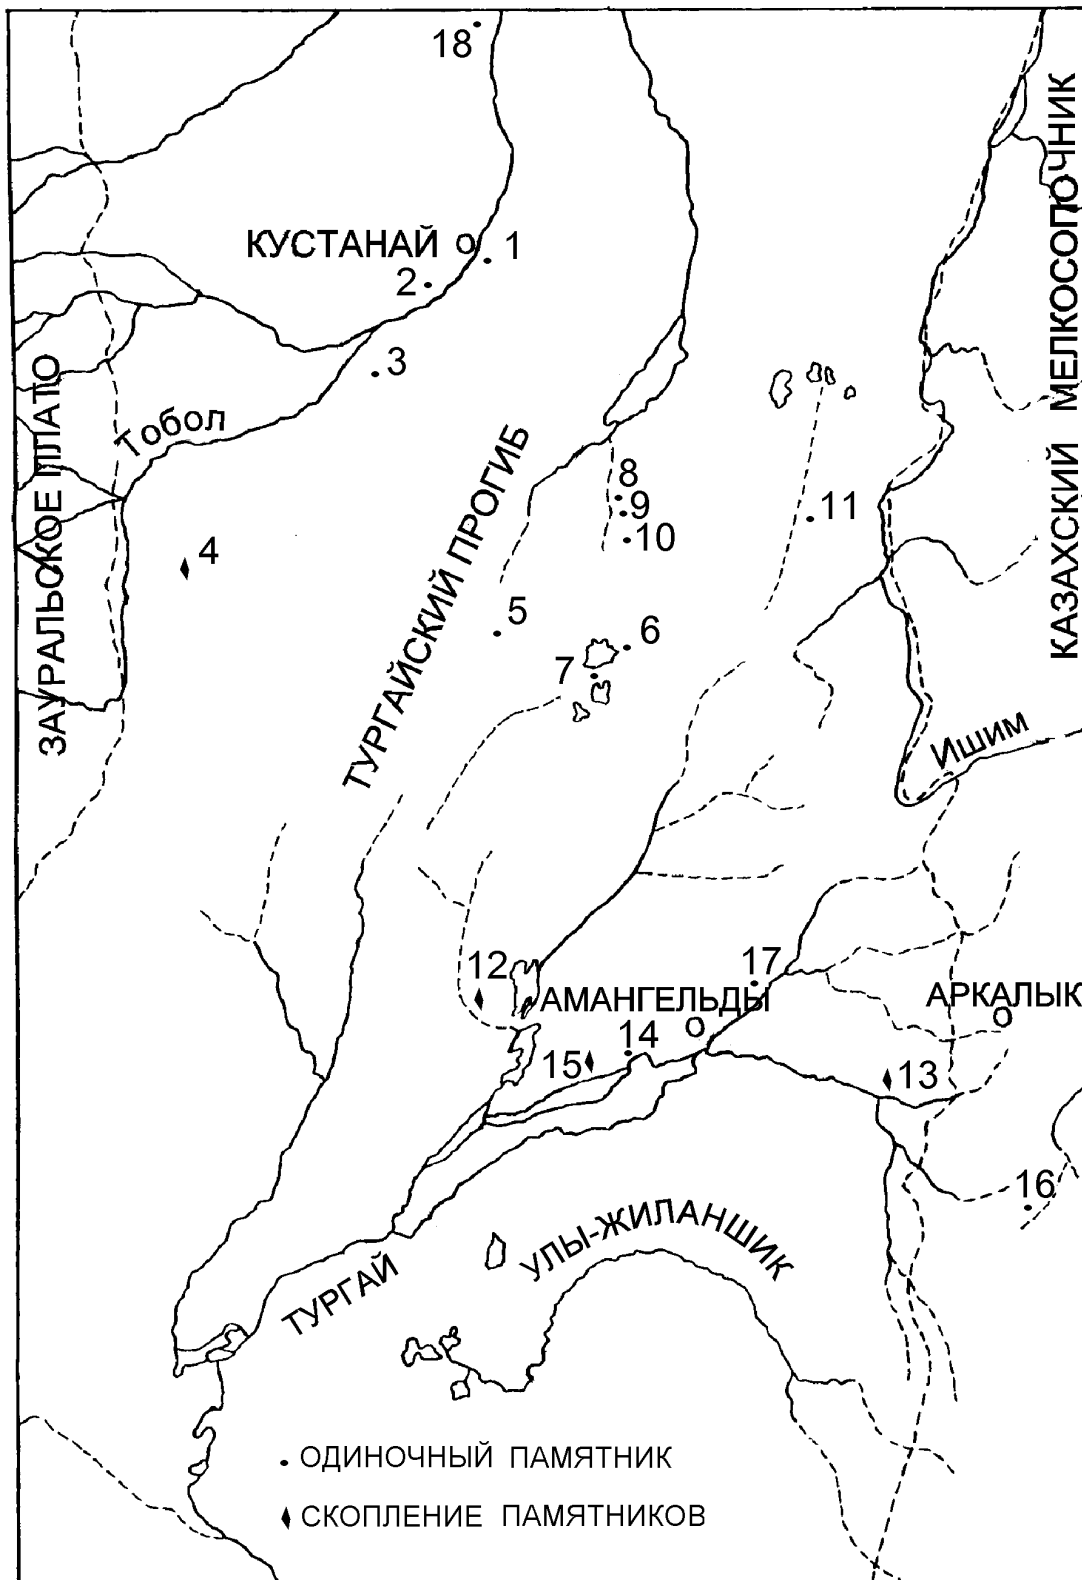 18
КУСТАНАЙ
1
2
3
Тобол
ЗАУРАЛЬСКОЕ ПЛАТО
ТУРГАЙСКИЙ ПРОГИБ
КАЗАХСКИЙ МЕЛКОСОПОЧНИК
8
9
10
11
4
5
6
7
Ишим
12
17
АМАНГЕЛЬДЫ
АРКАЛЫК
14
15
13
16
УЛЫ-ЖИЛАНШИК
ТУРГАЙ
ОДИНОЧНЫЙ ПАМЯТНИК
СКОПЛЕНИЕ ПАМЯТНИКОВ